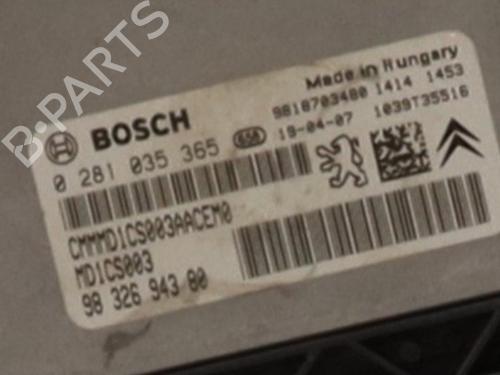 B-PARTS
BOSCH
Made in Hungary
9818703480 1414 1453
19-04-07 1039T35516
0 281 035 365
CMMMD1CS003AACEM0
MD1CS003
98 326 943 80